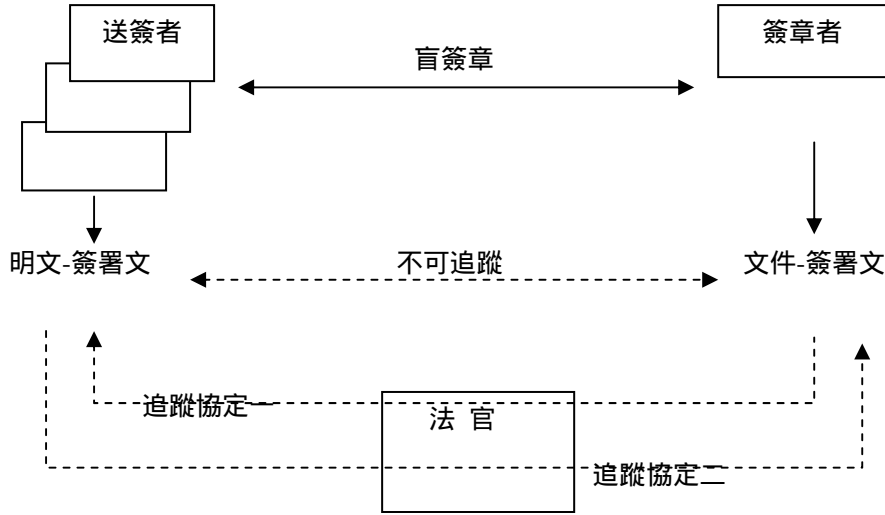 送簽者
簽章者
盲簽章
明文-簽署文
不可追蹤
文件-簽署文
追蹤協定一
法 官
追蹤協定二